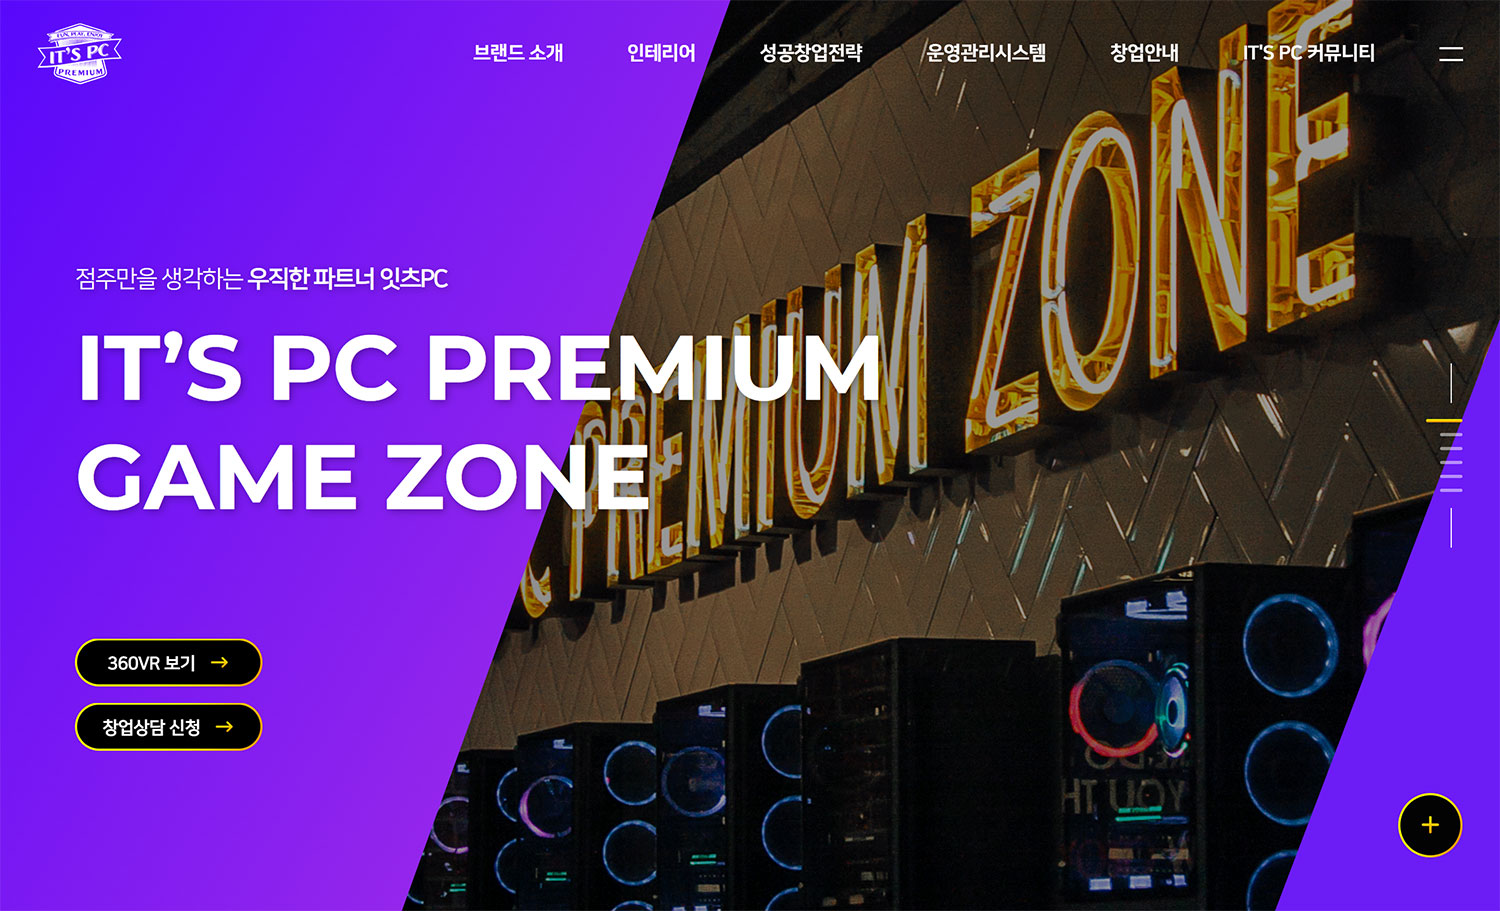 FUN, PLAY, ENJOY
IT'S PC
PREMIUM
브랜드 소개
인테리어
성공창업전략
운영관리시스템
창업안내
IT'S PC 커뮤니티
점주만을 생각하는 우직한 파트너 잇츠PC
IT’S PC PREMIUM
GAME ZONE
C PREMIUM ZONE
360VR 보기
창업상담 신청
YOU TH